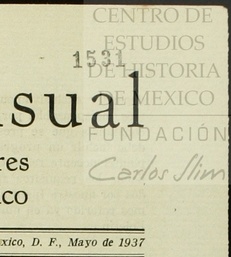 CENTRO DE
ESTUDIOS
1531
DE HISTORIA
DE MEXICO
sual
FUNDACIÓN
res
Carlos Slim
co
xico, D. F., Mayo de 1937